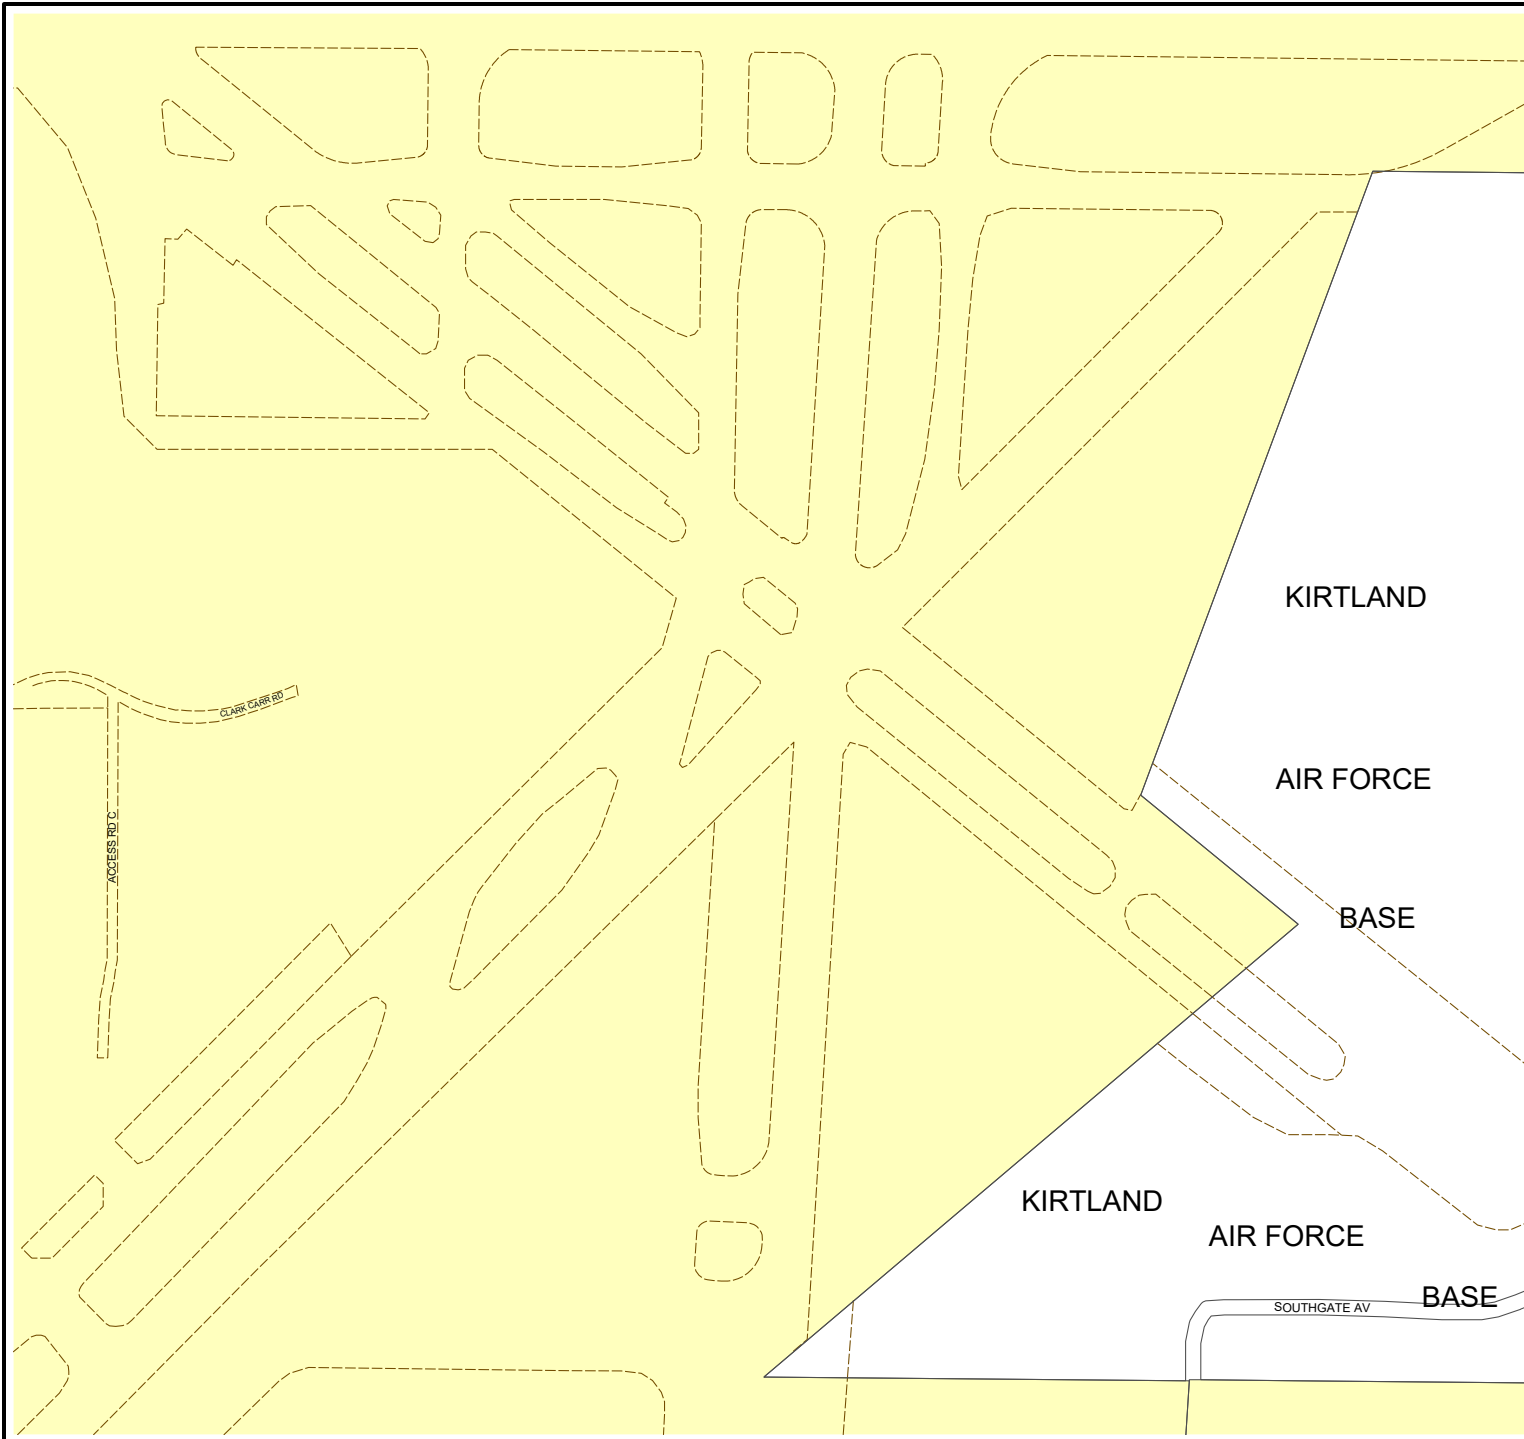 KIRTLAND
CLARK CARR RD
AIR FORCE
ACCESS RD C
BASE
KIRTLAND
AIR FORCE
BASE
SOUTHGATE AV